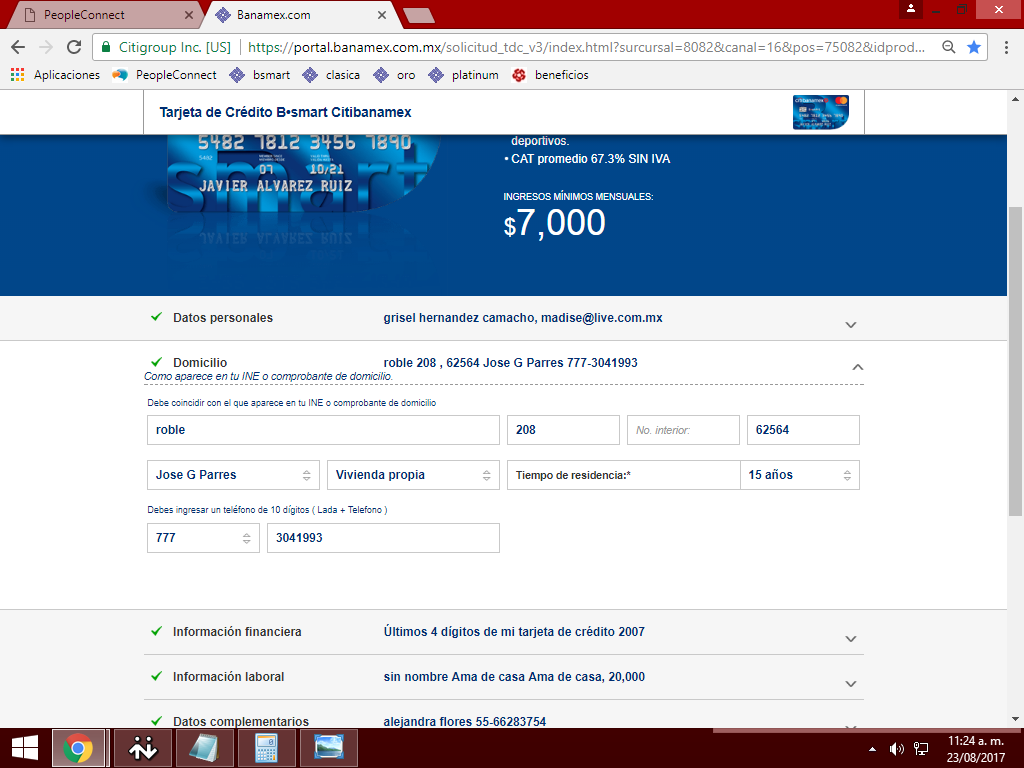 PeopleConnect
Banamex.com
Citigroup Inc. [US] https://portal.banamex.com.mx/solicitud_tdc_v3/index.html?surcursal=8082&canal=16&pos=75082&idprod...
Aplicaciones PeopleConnect bsmart clasica oro platinum beneficios
Tarjeta de Crédito B•smart Citibanamex
deportivos.
5482 7812 3456 7890
• CAT promedio 67.3% SIN IVA
5482
07 10/21
smart
JAVIER ALVAREZ RUIZ
INGRESOS MÍNIMOS MENSUALES:
$7,000
Datos personales grisel hernandez camacho, madise@live.com.mx
Domicilio roble 208 , 62564 Jose G Parres 777-3041993
Como aparece en tu INE o comprobante de domicilio.
Debe coincidir con el que aparece en tu INE o comprobante de domicilio
roble 208 No. interior: 62564
Jose G Parres Vivienda propia Tiempo de residencia:* 15 años
Debes ingresar un teléfono de 10 dígitos ( Lada + Telefono )
777 3041993
Información financiera Últimos 4 dígitos de mi tarjeta de crédito 2007
Información laboral sin nombre Ama de casa Ama de casa, 20,000
Datos complementarios alejandra flores 55-66283754
11:24 a. m.
23/08/2017